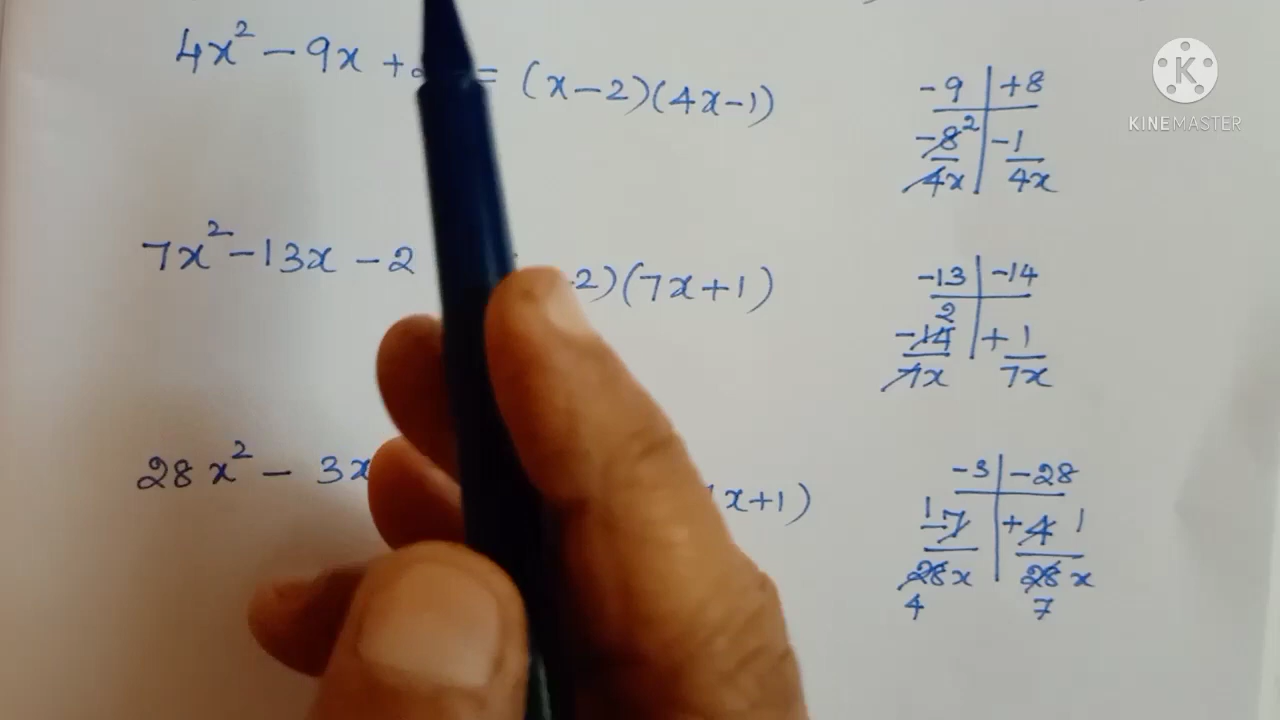 4x² - 9x + = (x-2)(4x-1)
-9 | +8
-8 2 | -1
4x | 4x
K
KINEMASTER
7x² - 13x - 2 2)(7x+1)
-13 | -14
2
-14 | +1
7x | 7x
28x² - 3x x+1)
-3 | -28
1 -7 | +4 1
28x | 28x
4 7